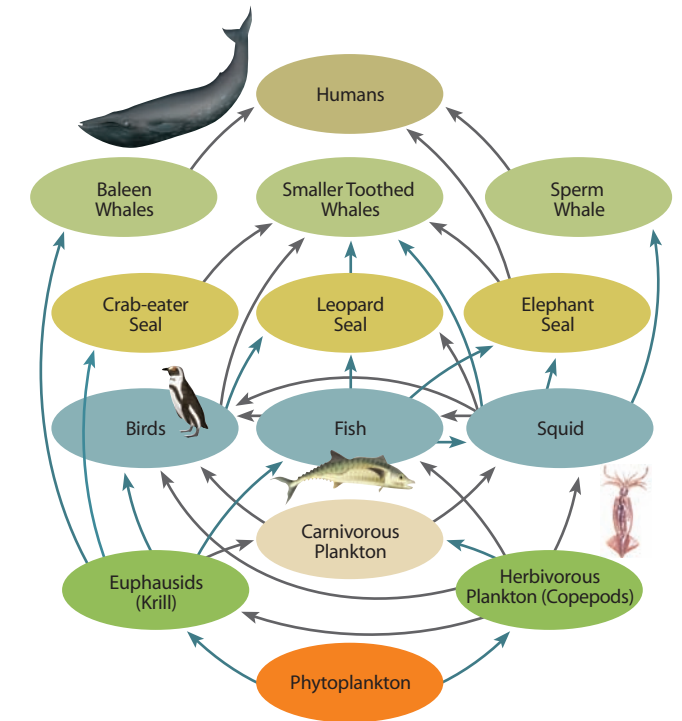 Humans
Baleen
Whales
Smaller Toothed
Whales
Sperm
Whale
Crab-eater
Seal
Leopard
Seal
Elephant
Seal
Birds
Fish
Squid
Carnivorous
Plankton
Euphausids
(Krill)
Herbivorous
Plankton (Copepods)
Phytoplankton